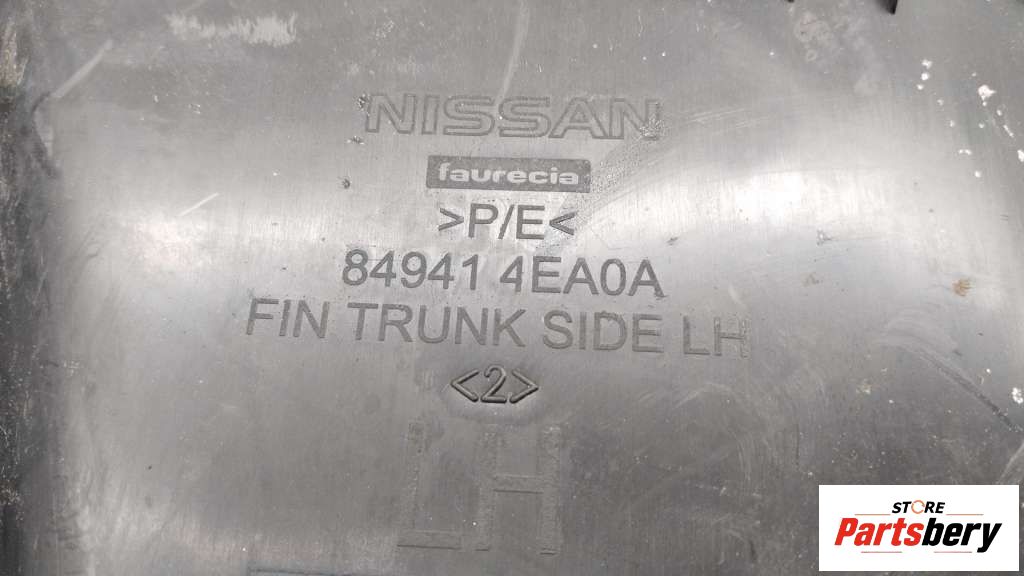 NISSAN
faurecia
>P/E<
84941 4EA0A
FIN TRUNK SIDE LH
<2>
LH
STORE
Partsbery